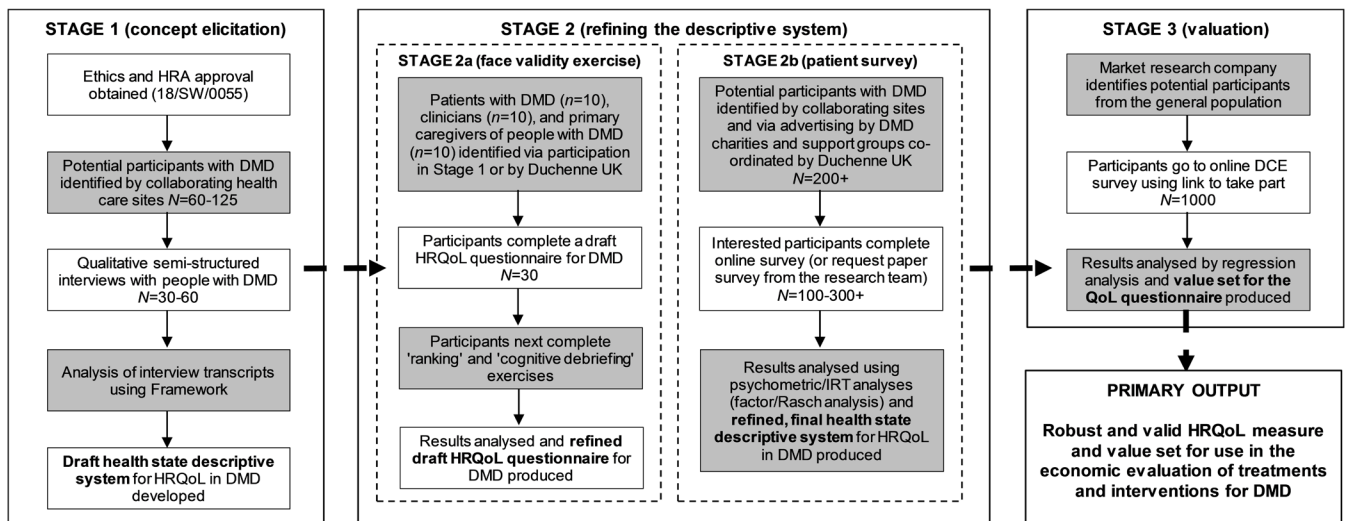 STAGE 1 (concept elicitation)
Ethics and HRA approval
obtained (18/SW/0055)
Potential participants with DMD
identified by collaborating health
care sites N=60-125
Qualitative semi-structured
interviews with people with DMD
N=30-60
Analysis of interview transcripts
using Framework
Draft health state descriptive
system for HRQoL in DMD
developed
STAGE 2 (refining the descriptive system)
STAGE 2a (face validity exercise)
Patients with DMD (n=10),
clinicians (n=10), and primary
caregivers of people with DMD
(n=10) identified via participation
in Stage 1 or by Duchenne UK
Participants complete a draft
HRQoL questionnaire for DMD
N=30
Participants next complete
'ranking' and 'cognitive debriefing'
exercises
Results analysed and refined
draft HRQoL questionnaire for
DMD produced
STAGE 2b (patient survey)
Potential participants with DMD
identified by collaborating sites
and via advertising by DMD
charities and support groups co-
ordinated by Duchenne UK
N=200+
Interested participants complete
online survey (or request paper
survey from the research team)
N=100-300+
Results analysed using
psychometric/IRT analyses
(factor/Rasch analysis) and
refined, final health state
descriptive system for HRQoL
in DMD produced
STAGE 3 (valuation)
Market research company
identifies potential participants
from the general population
Participants go to online DCE
survey using link to take part
N=1000
Results analysed by regression
analysis and value set for the
QoL questionnaire produced
PRIMARY OUTPUT
Robust and valid HRQoL measure
and value set for use in the
economic evaluation of treatments
and interventions for DMD